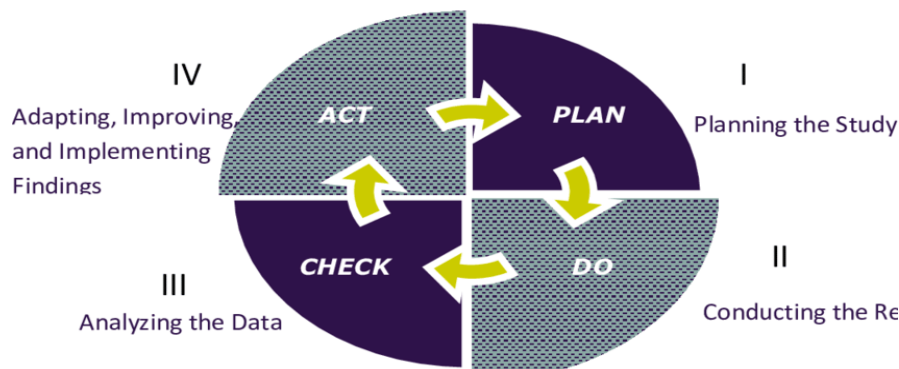 IV
Adapting, Improving,
and Implementing
Findings
ACT
PLAN
I
Planning the Study
CHECK
DO
III
Analyzing the Data
II
Conducting the Re